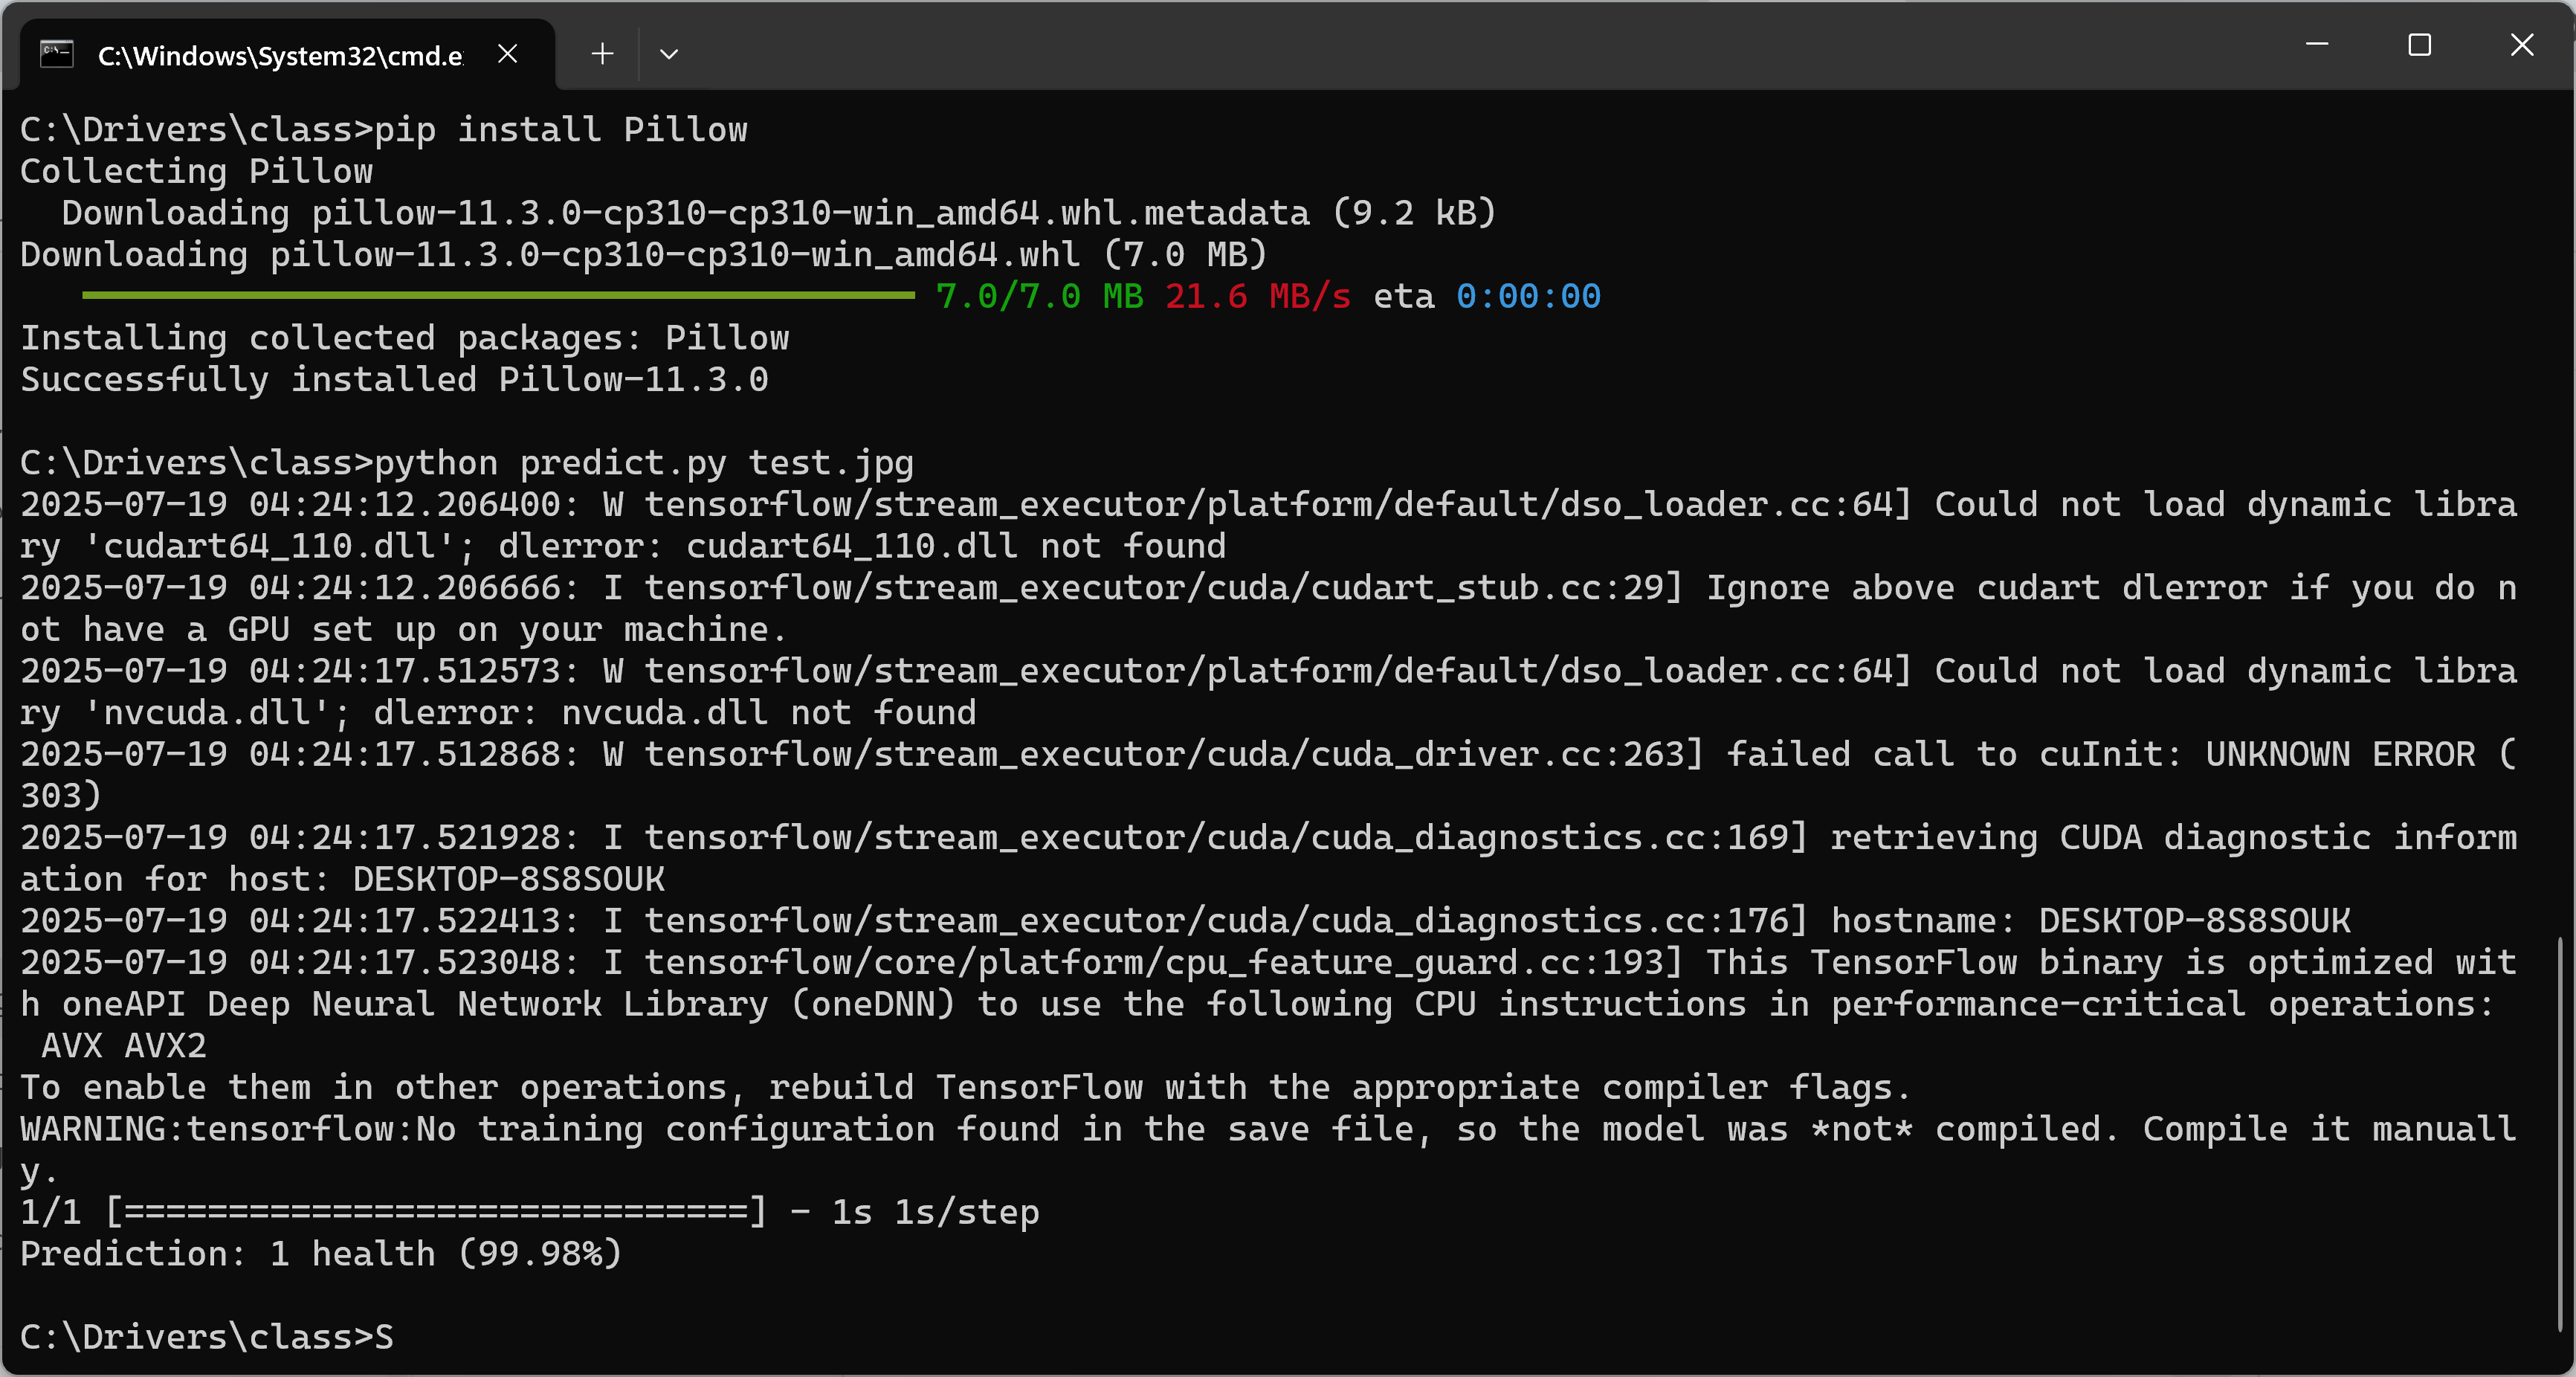 C:\Windows\System32\cmd.e
C:\Drivers\class>pip install Pillow
Collecting Pillow
  Downloading pillow-11.3.0-cp310-cp310-win_amd64.whl.metadata (9.2 kB)
Downloading pillow-11.3.0-cp310-cp310-win_amd64.whl (7.0 MB)
7.0/7.0 MB 21.6 MB/s eta 0:00:00
Installing collected packages: Pillow
Successfully installed Pillow-11.3.0
C:\Drivers\class>python predict.py test.jpg
2025-07-19 04:24:12.206400: W tensorflow/stream_executor/platform/default/dso_loader.cc:64] Could not load dynamic libra
ry 'cudart64_110.dll'; dlerror: cudart64_110.dll not found
2025-07-19 04:24:12.206666: I tensorflow/stream_executor/cuda/cudart_stub.cc:29] Ignore above cudart dlerror if you do n
ot have a GPU set up on your machine.
2025-07-19 04:24:17.512573: W tensorflow/stream_executor/platform/default/dso_loader.cc:64] Could not load dynamic libra
ry 'nvcuda.dll'; dlerror: nvcuda.dll not found
2025-07-19 04:24:17.512868: W tensorflow/stream_executor/cuda/cuda_driver.cc:263] failed call to cuInit: UNKNOWN ERROR (
303)
2025-07-19 04:24:17.521928: I tensorflow/stream_executor/cuda/cuda_diagnostics.cc:169] retrieving CUDA diagnostic inform
ation for host: DESKTOP-8S8SOUK
2025-07-19 04:24:17.522413: I tensorflow/stream_executor/cuda/cuda_diagnostics.cc:176] hostname: DESKTOP-8S8SOUK
2025-07-19 04:24:17.523048: I tensorflow/core/platform/cpu_feature_guard.cc:193] This TensorFlow binary is optimized wit
h oneAPI Deep Neural Network Library (oneDNN) to use the following CPU instructions in performance-critical operations:
 AVX AVX2
To enable them in other operations, rebuild TensorFlow with the appropriate compiler flags.
WARNING:tensorflow:No training configuration found in the save file, so the model was *not* compiled. Compile it manuall
y.
1/1 [==============================] - 1s 1s/step
Prediction: 1 health (99.98%)
C:\Drivers\class>S